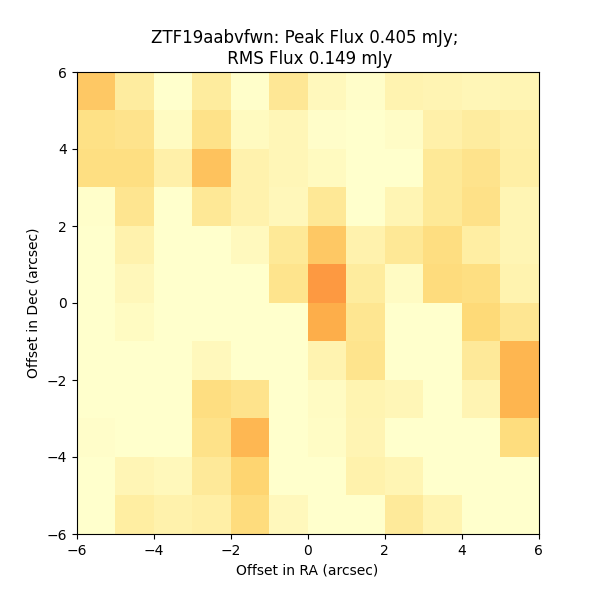 ZTF19aabvfwn: Peak Flux 0.405 mJy;
RMS Flux 0.149 mJy
6
4
2
0
−2
−4
−6
Offset in Dec (arcsec)
−6 −4 −2 0 2 4 6
Offset in RA (arcsec)